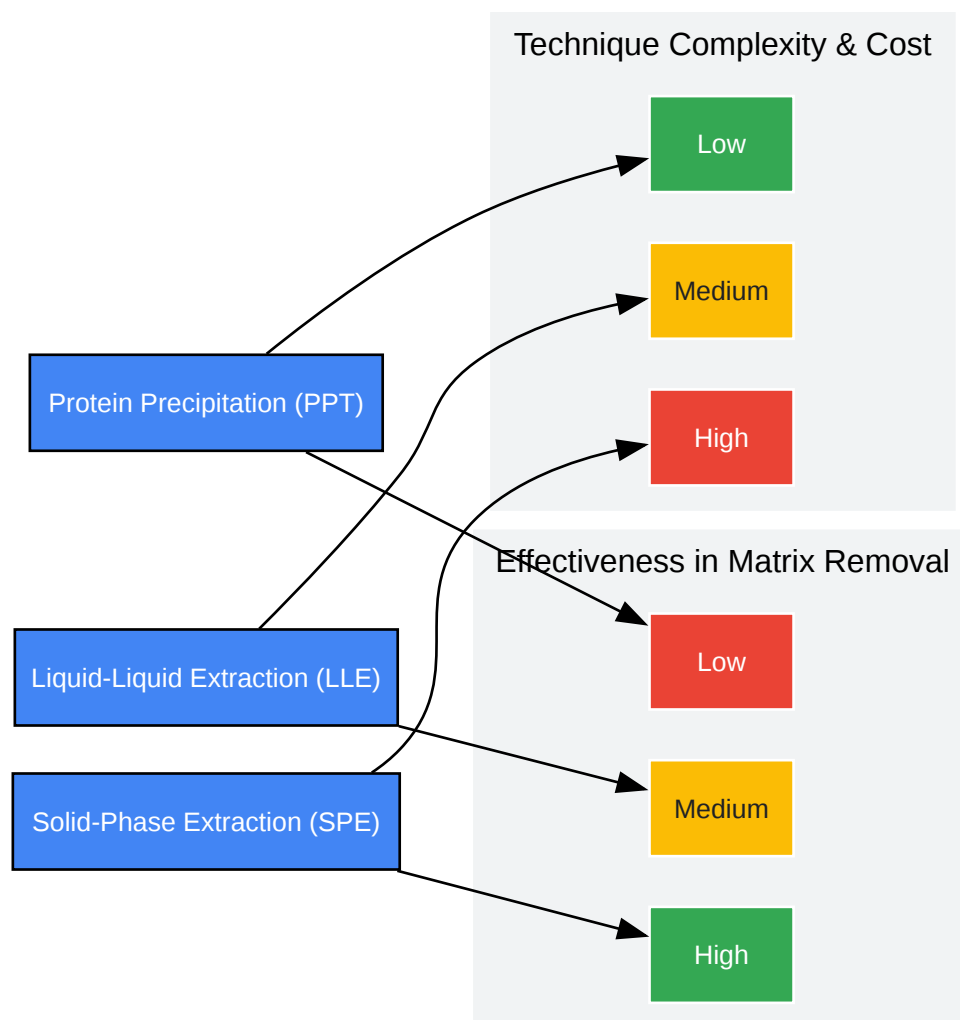 Technique Complexity & Cost
Low
Medium
High
Protein Precipitation (PPT)
Effectiveness in Matrix Removal
Low
Liquid-Liquid Extraction (LLE)
Medium
Solid-Phase Extraction (SPE)
High